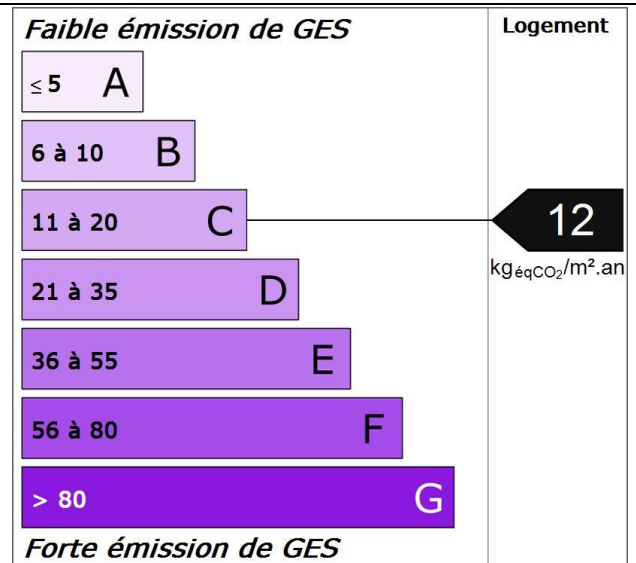 Faible émission de GES
Logement
≤ 5 A
6 à 10 B
11 à 20 C
12
kgéqCO₂/m².an
21 à 35 D
36 à 55 E
56 à 80 F
> 80 G
Forte émission de GES